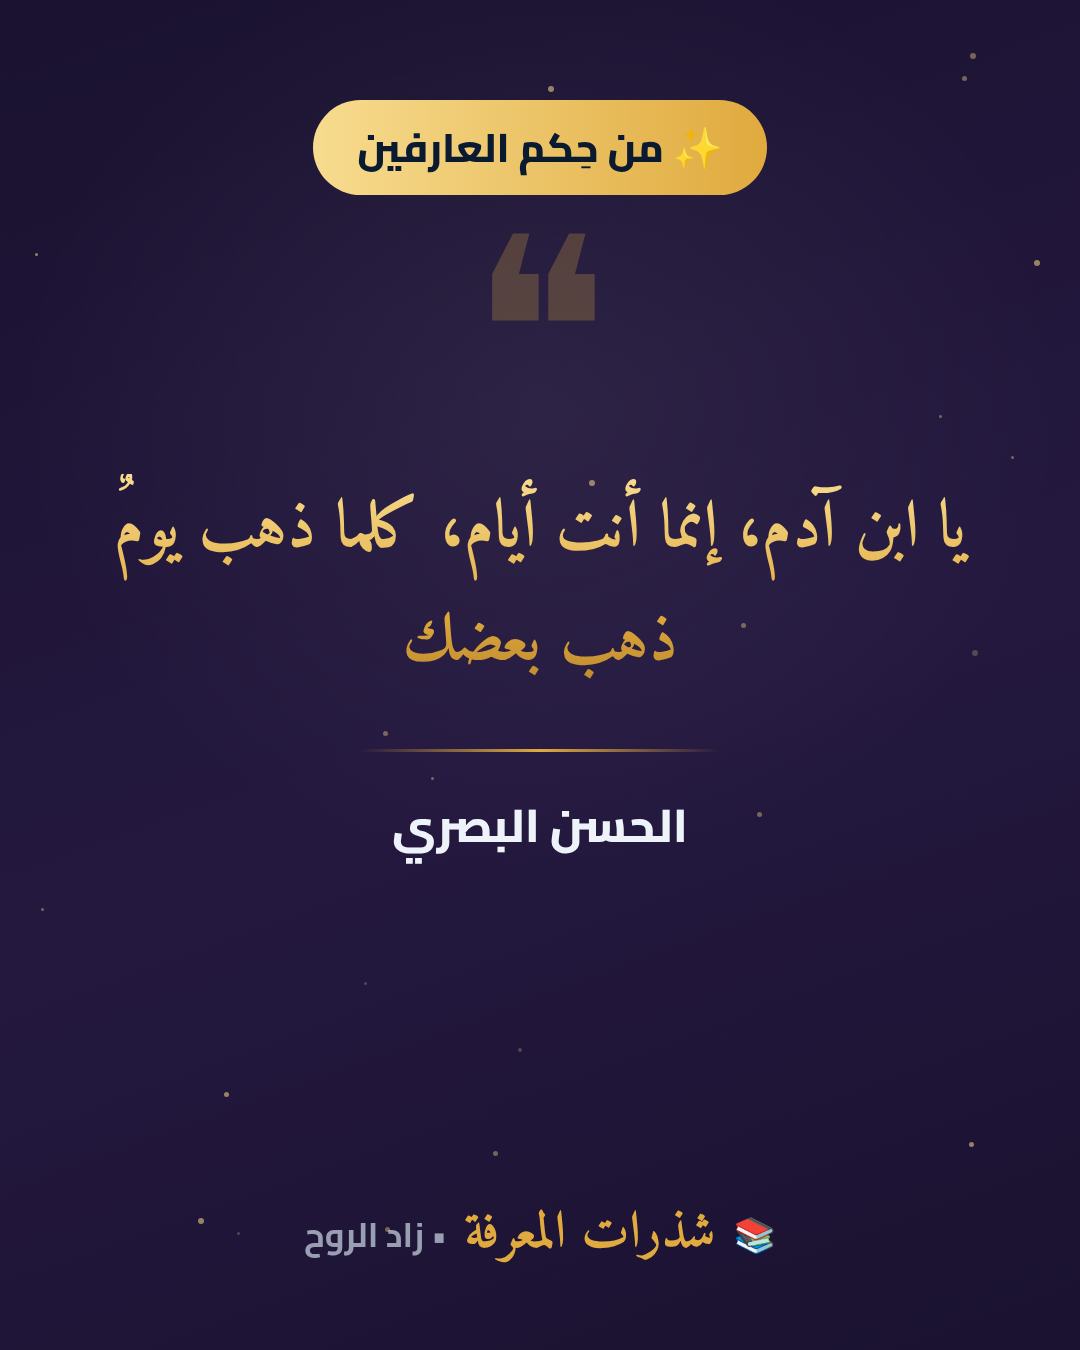 ✨ من حِكم العارفين
❝
يا ابن آدم، إنما أنت أيام، كلما ذهب يومٌ
ذهب بعضك
الحسن البصري
📚 شذرات المعرفة ▪ زاد الروح